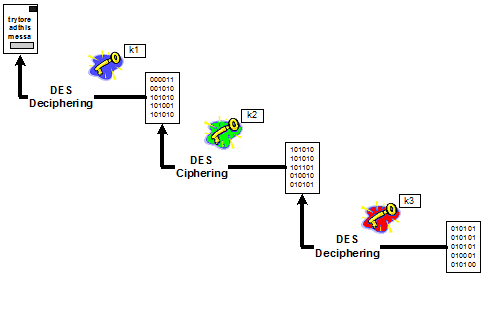 trytore
adthis
messa
k1
DES
Deciphering
000011
001010
101010
101001
101010
k2
DES
Ciphering
101010
101010
101101
010010
010101
k3
DES
Deciphering
010101
010101
010101
010001
010100